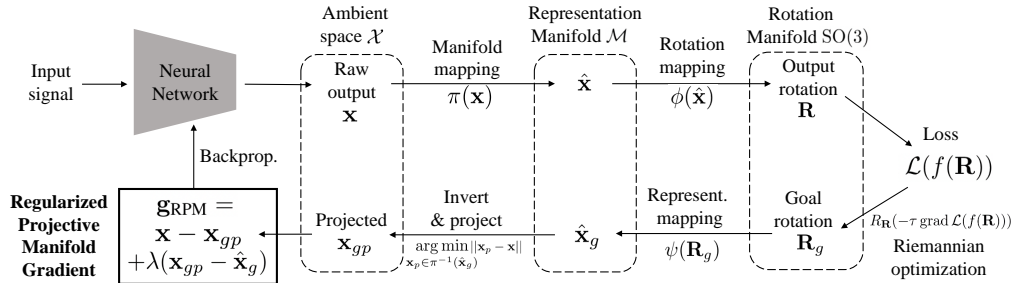 Ambient
space 𝒳
Representation
Manifold ℳ
Rotation
Manifold SO(3)
Input
signal
Neural
Network
Raw
output
𝐱
Manifold
mapping
π(𝐱)
𝐱̂
Rotation
mapping
ϕ(𝐱̂)
Output
rotation
𝐑
Loss
ℒ(f(𝐑))
Backprop.
Regularized
Projective
Manifold
Gradient
𝐠_RPM =
𝐱 − 𝐱_gp
+λ(𝐱_gp − 𝐱̂_g)
Projected
𝐱_gp
Invert
& project
arg min ||𝐱_p − 𝐱||
𝐱_p∈π⁻¹(𝐱̂_g)
𝐱̂_g
Represent.
mapping
ψ(𝐑_g)
Goal
rotation
𝐑_g
R_𝐑(−τ grad ℒ(f(𝐑)))
Riemannian
optimization